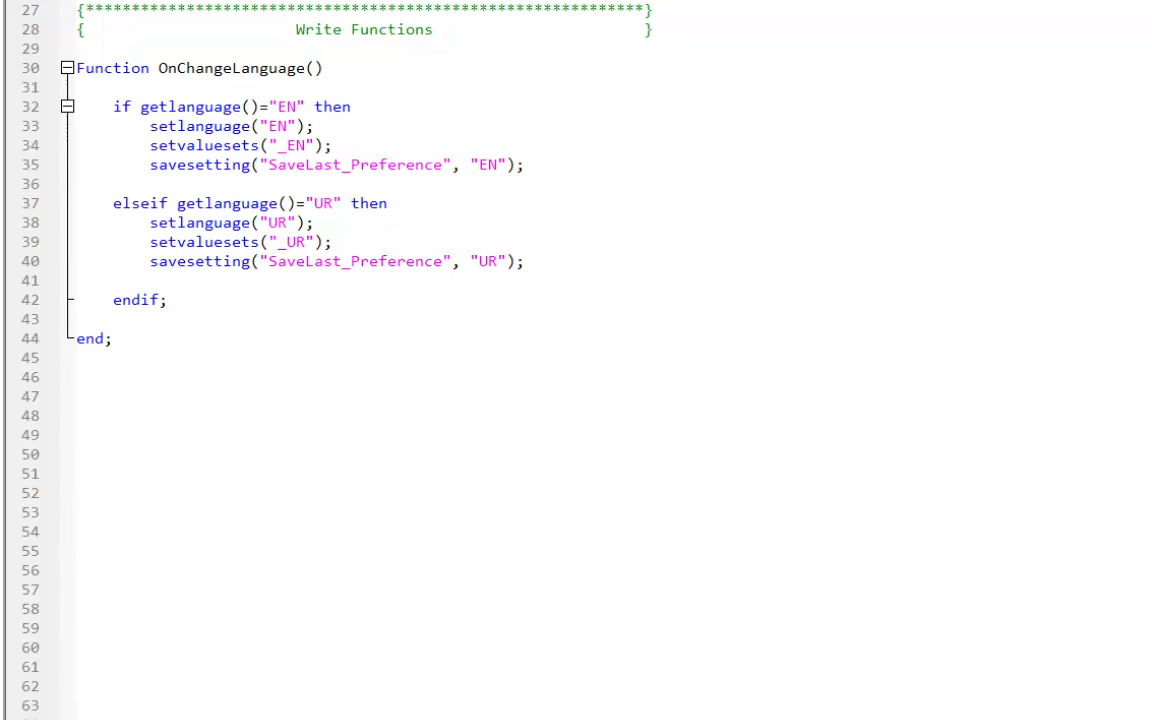 27 {*************************************************************}
28 { Write Functions }
29
30 Function OnChangeLanguage()
31
32 if getlanguage()="EN" then
33 setlanguage("EN");
34 setvaluesets("_EN");
35 savesetting("SaveLast_Preference", "EN");
36
37 elseif getlanguage()="UR" then
38 setlanguage("UR");
39 setvaluesets("_UR");
40 savesetting("SaveLast_Preference", "UR");
41
42 endif;
43
44 end;
45
46
47
48
49
50
51
52
53
54
55
56
57
58
59
60
61
62
63